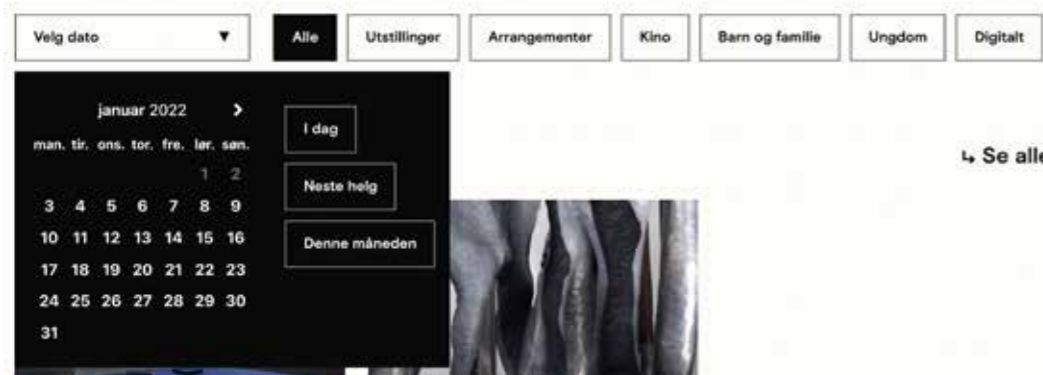 Velg dato ▼ Alle Utstillinger Arrangementer Kino Barn og familie Ungdom Digitalt
januar 2022 >
man. tir. ons. tor. fre. lør. søn.
1 2
3 4 5 6 7 8 9
10 11 12 13 14 15 16
17 18 19 20 21 22 23
24 25 26 27 28 29 30
31
I dag
Neste helg
Denne måneden
↳ Se alle